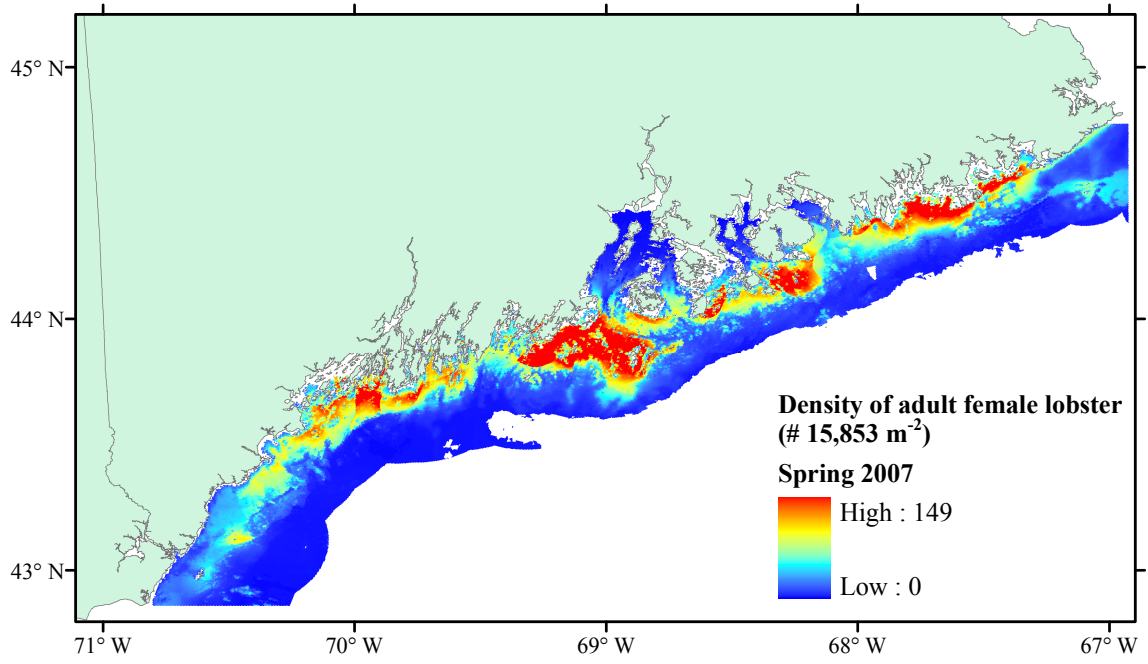 45° N
44° N
43° N
Density of adult female lobster
(# 15,853 m⁻²)
Spring 2007
High : 149
Low : 0
71° W
70° W
69° W
68° W
67° W